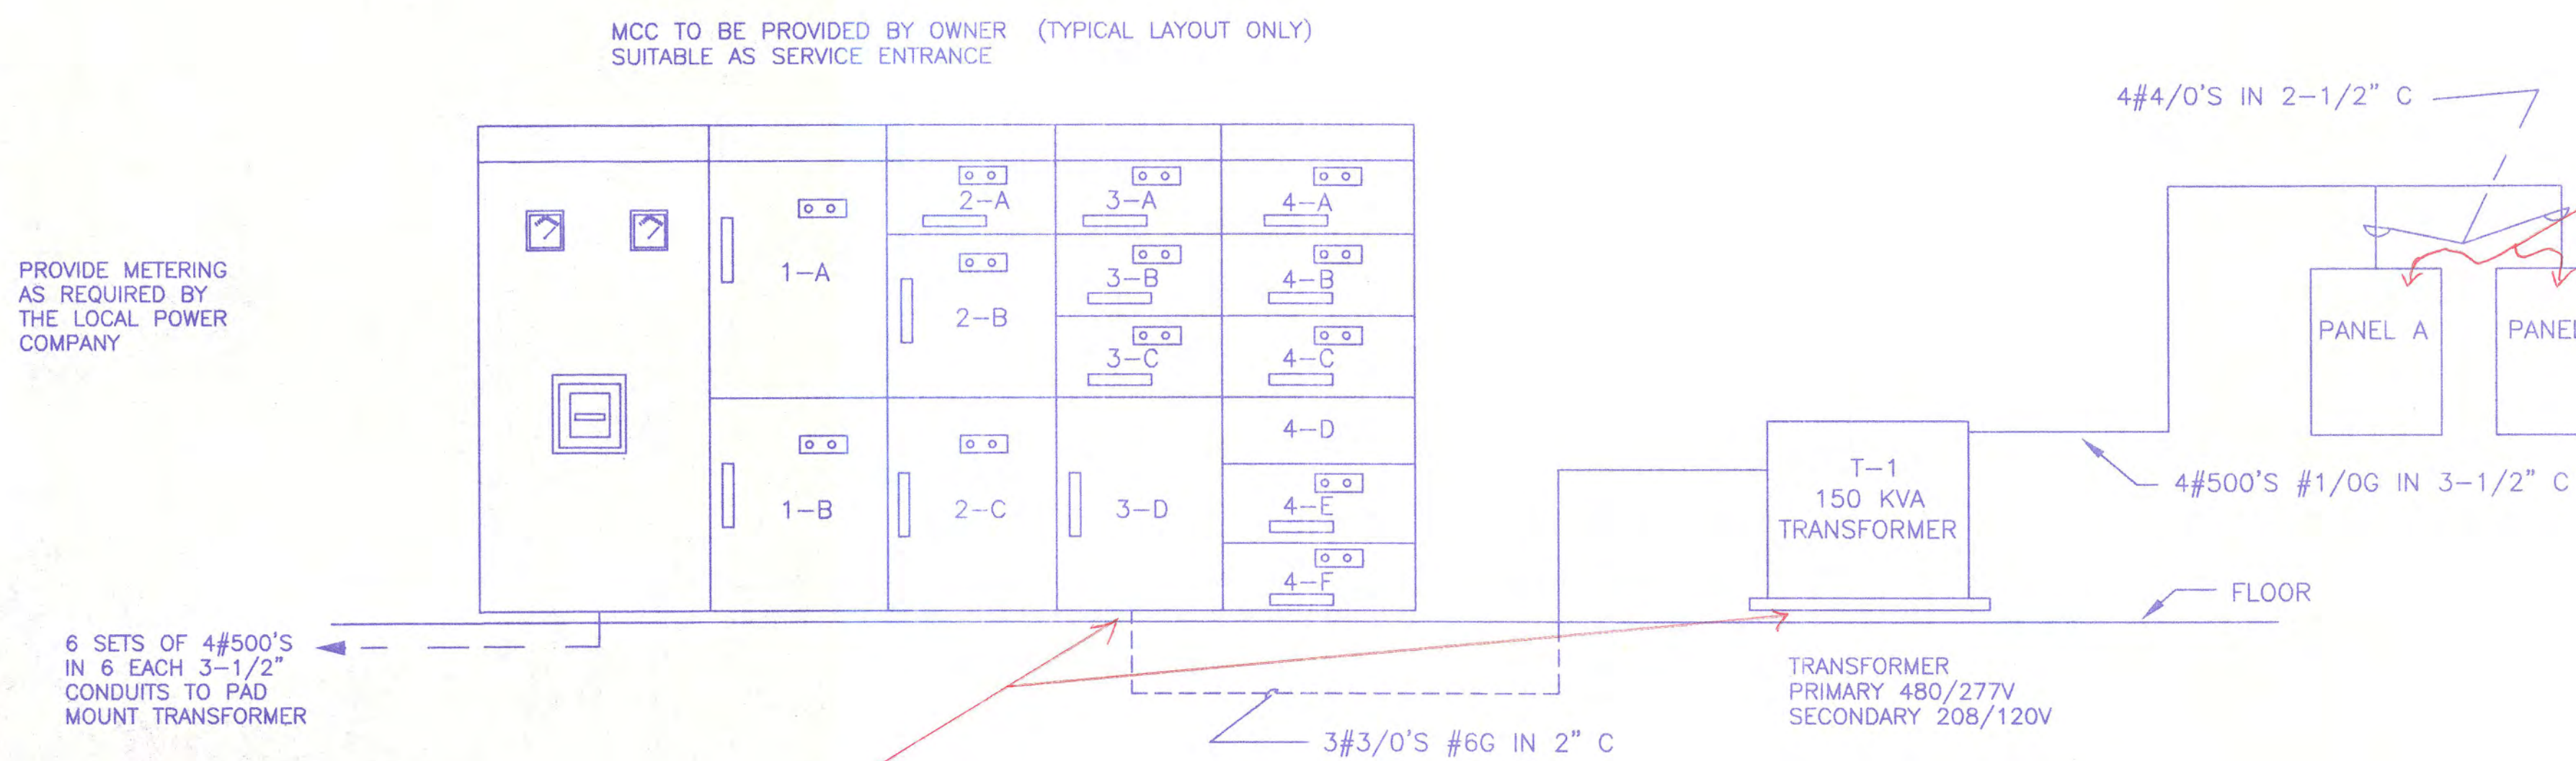 MCC TO BE PROVIDED BY OWNER (TYPICAL LAYOUT ONLY)
SUITABLE AS SERVICE ENTRANCE
4#4/0'S IN 2-1/2" C
PROVIDE METERING
AS REQUIRED BY
THE LOCAL POWER
COMPANY
1-A
1-B
2-A
2-B
2-C
3-A
3-B
3-C
3-D
4-A
4-B
4-C
4-D
4-E
4-F
PANEL A
PANEL
T-1
150 KVA
TRANSFORMER
4#500'S #1/0G IN 3-1/2" C
FLOOR
6 SETS OF 4#500'S
IN 6 EACH 3-1/2"
CONDUITS TO PAD
MOUNT TRANSFORMER
TRANSFORMER
PRIMARY 480/277V
SECONDARY 208/120V
3#3/0'S #6G IN 2" C